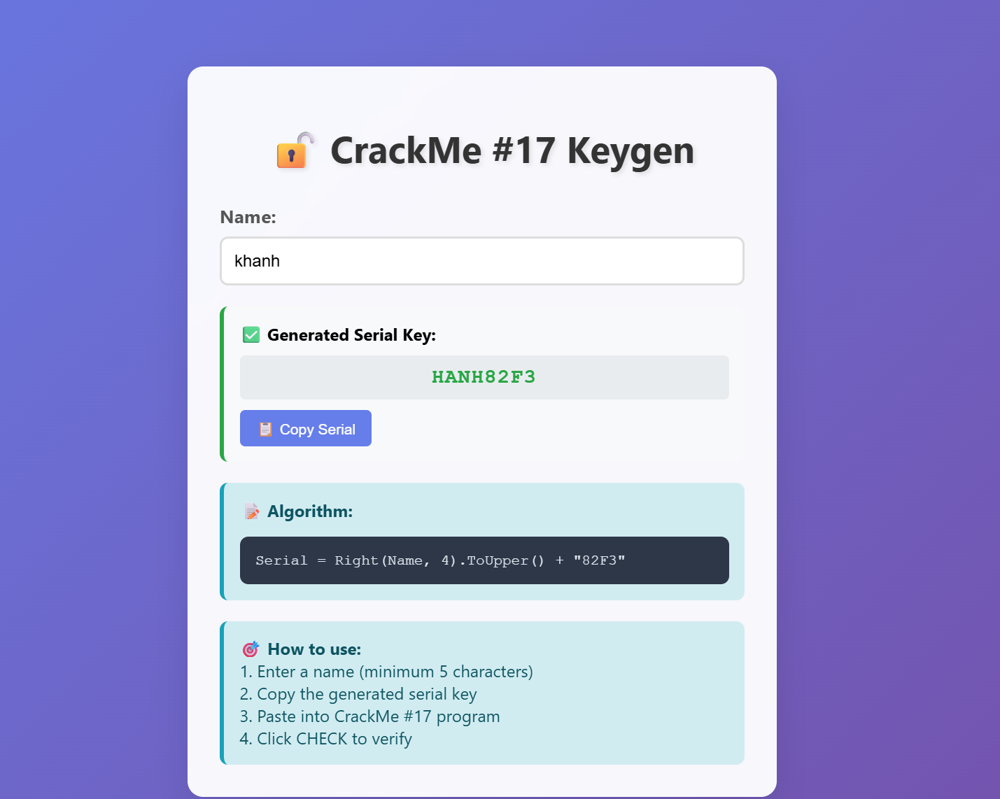 🔓 CrackMe #17 Keygen
Name:
khanh
✅ Generated Serial Key:
HANH82F3
📋 Copy Serial
📝 Algorithm:
Serial = Right(Name, 4).ToUpper() + "82F3"
🎯 How to use:
1. Enter a name (minimum 5 characters)
2. Copy the generated serial key
3. Paste into CrackMe #17 program
4. Click CHECK to verify